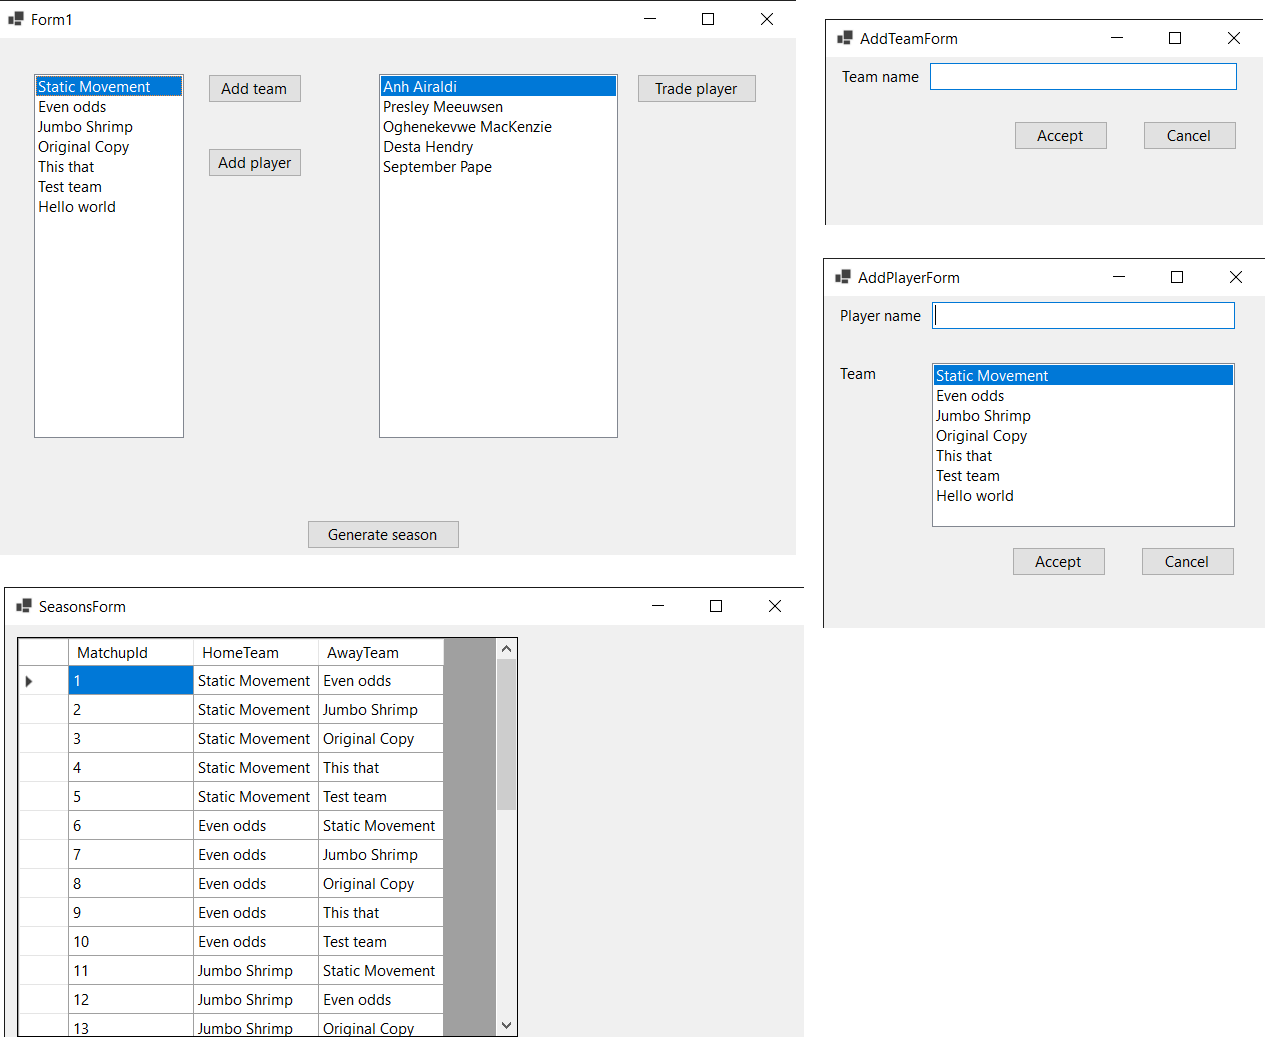 Form1
Static Movement
Even odds
Jumbo Shrimp
Original Copy
This that
Test team
Hello world
Add team
Add player
Anh Airaldi
Presley Meeuwsen
Oghenekevwe MacKenzie
Desta Hendry
September Pape
Trade player
Generate season
AddTeamForm
Team name
Accept Cancel
AddPlayerForm
Player name
Team
Static Movement
Even odds
Jumbo Shrimp
Original Copy
This that
Test team
Hello world
Accept Cancel
SeasonsForm
MatchupId HomeTeam AwayTeam
1 Static Movement Even odds
2 Static Movement Jumbo Shrimp
3 Static Movement Original Copy
4 Static Movement This that
5 Static Movement Test team
6 Even odds Static Movement
7 Even odds Jumbo Shrimp
8 Even odds Original Copy
9 Even odds This that
10 Even odds Test team
11 Jumbo Shrimp Static Movement
12 Jumbo Shrimp Even odds
13 Jumbo Shrimp Original Copy